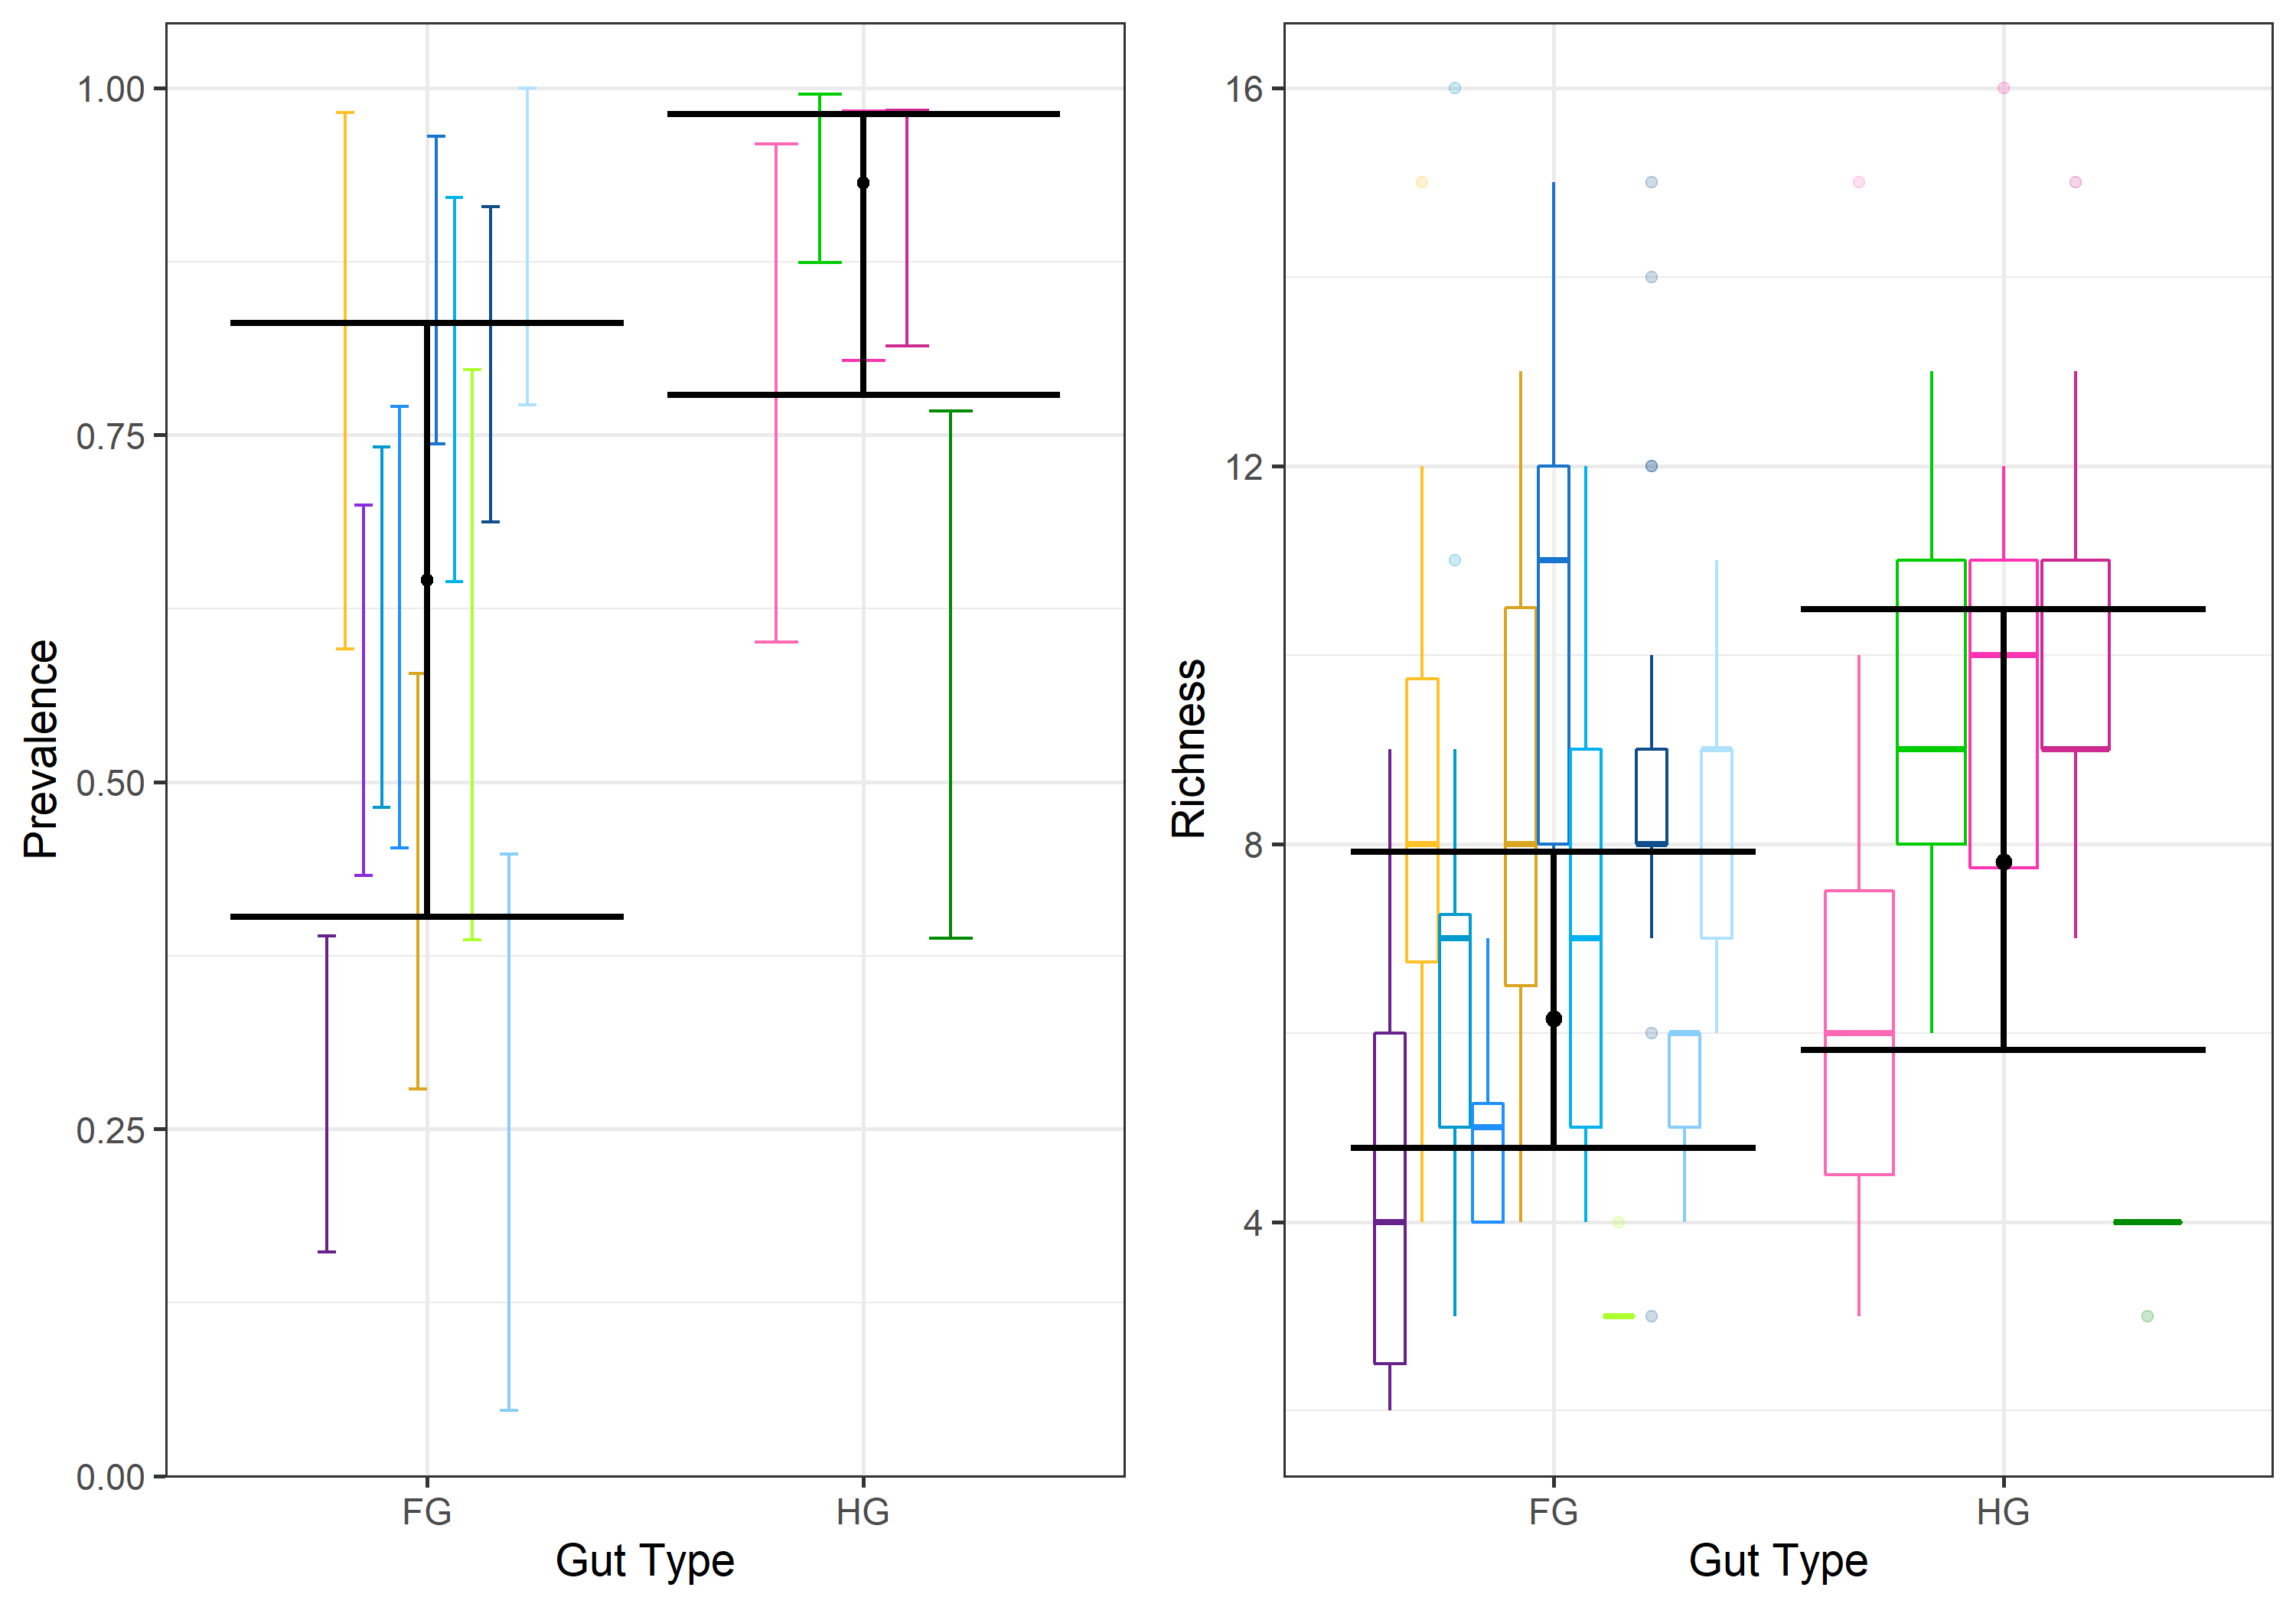 Prevalence
1.00
0.75
0.50
0.25
0.00
FG
HG
Gut Type
Richness
16
12
8
4
FG
HG
Gut Type